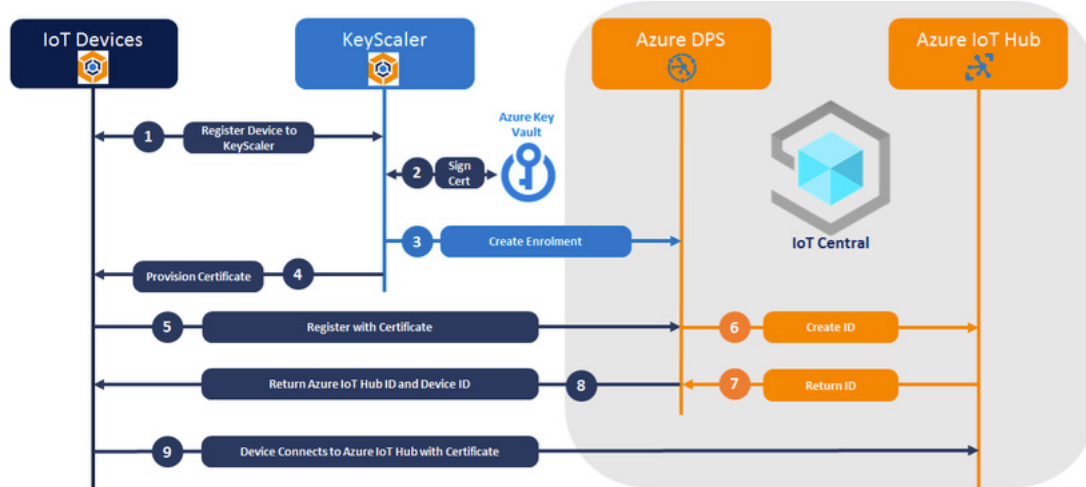 IoT Devices
KeyScaler
Azure DPS
Azure IoT Hub
1
Register Device to
KeyScaler
Azure Key
Vault
2
Sign
Cert
3
Create Enrolment
IoT Central
Provision Certificate
4
5
Register with Certificate
6
Create ID
Return Azure IoT Hub ID and Device ID
8
7
Return ID
9
Device Connects to Azure IoT Hub with Certificate